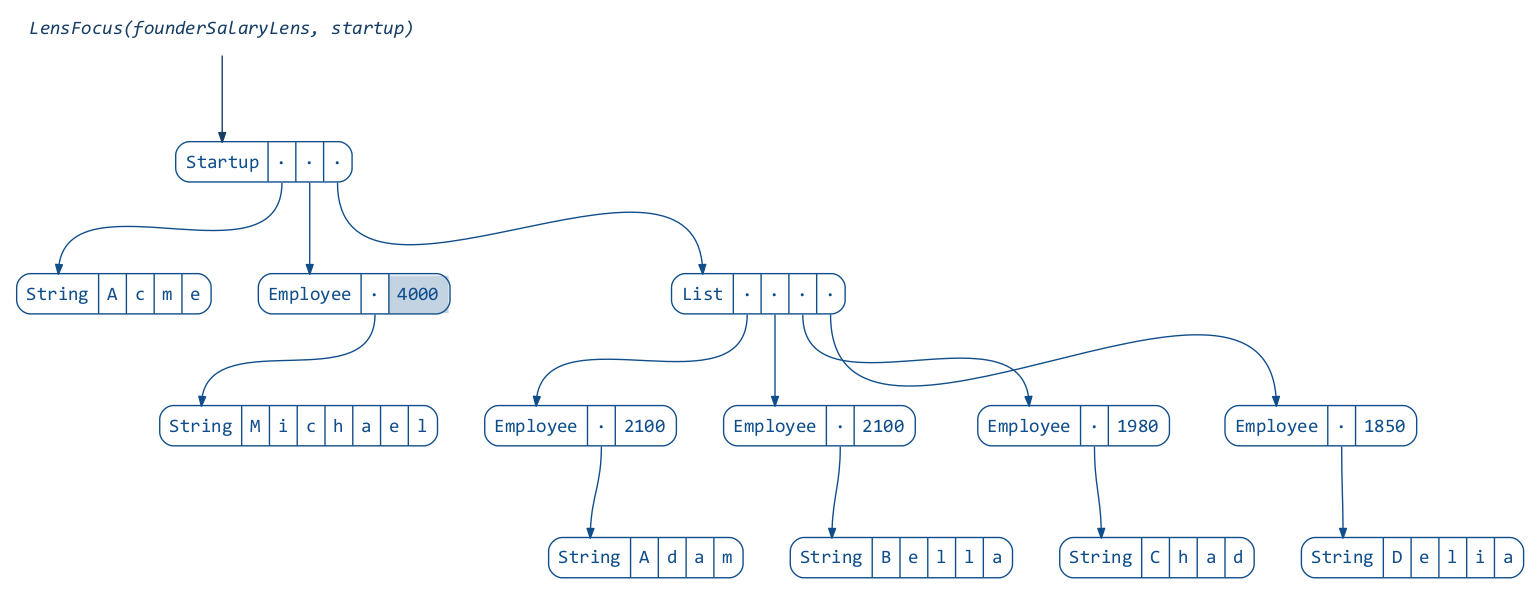 LensFocus(founderSalaryLens, startup)
Startup · · ·
String A c m e
Employee · 4000
List · · · ·
String M i c h a e l
Employee · 2100
Employee · 2100
Employee · 1980
Employee · 1850
String A d a m
String B e l l a
String C h a d
String D e l i a